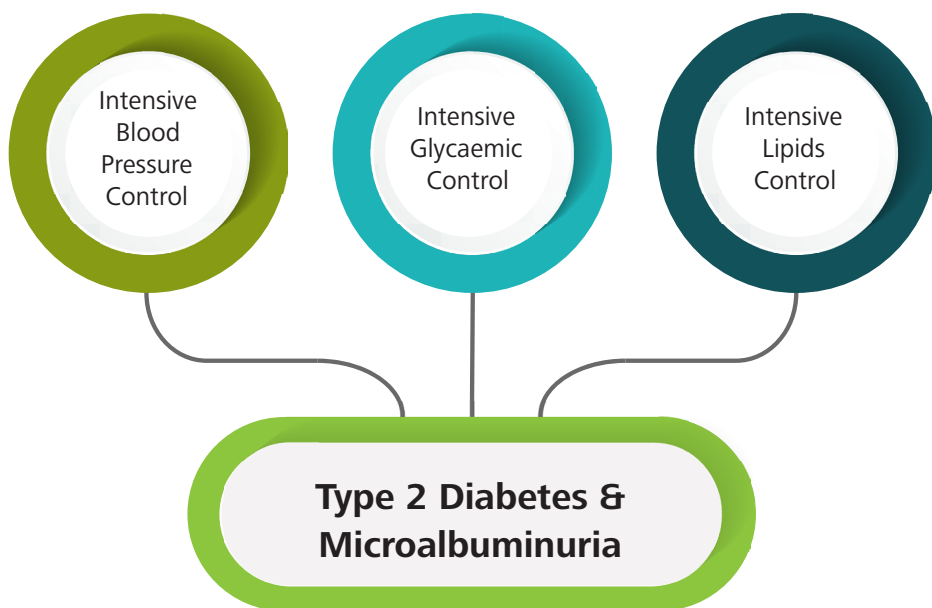 Intensive
Blood
Pressure
Control
Intensive
Glycaemic
Control
Intensive
Lipids
Control
Type 2 Diabetes &
Microalbuminuria